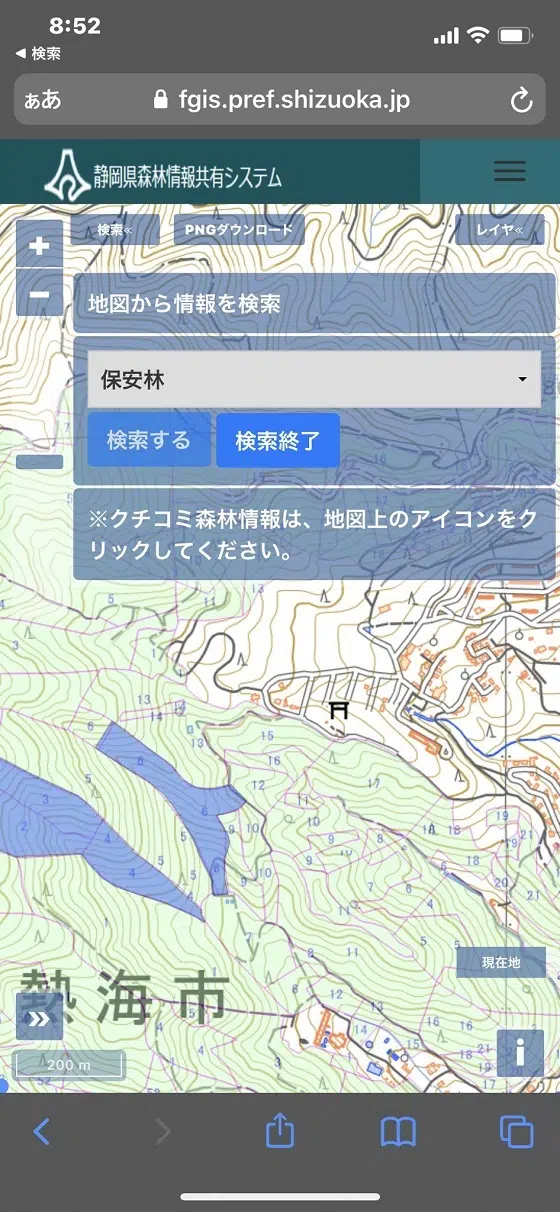 8:52
◀ 検索
ぁあ
fgis.pref.shizuoka.jp
静岡県森林情報共有システム
検索≪
PNGダウンロード
レイヤ≪
+
−
地図から情報を検索
保安林
検索する
検索終了
※クチコミ森林情報は、地図上のアイコンをク
リックしてください。
熱海市
現在地
»
i
200 m